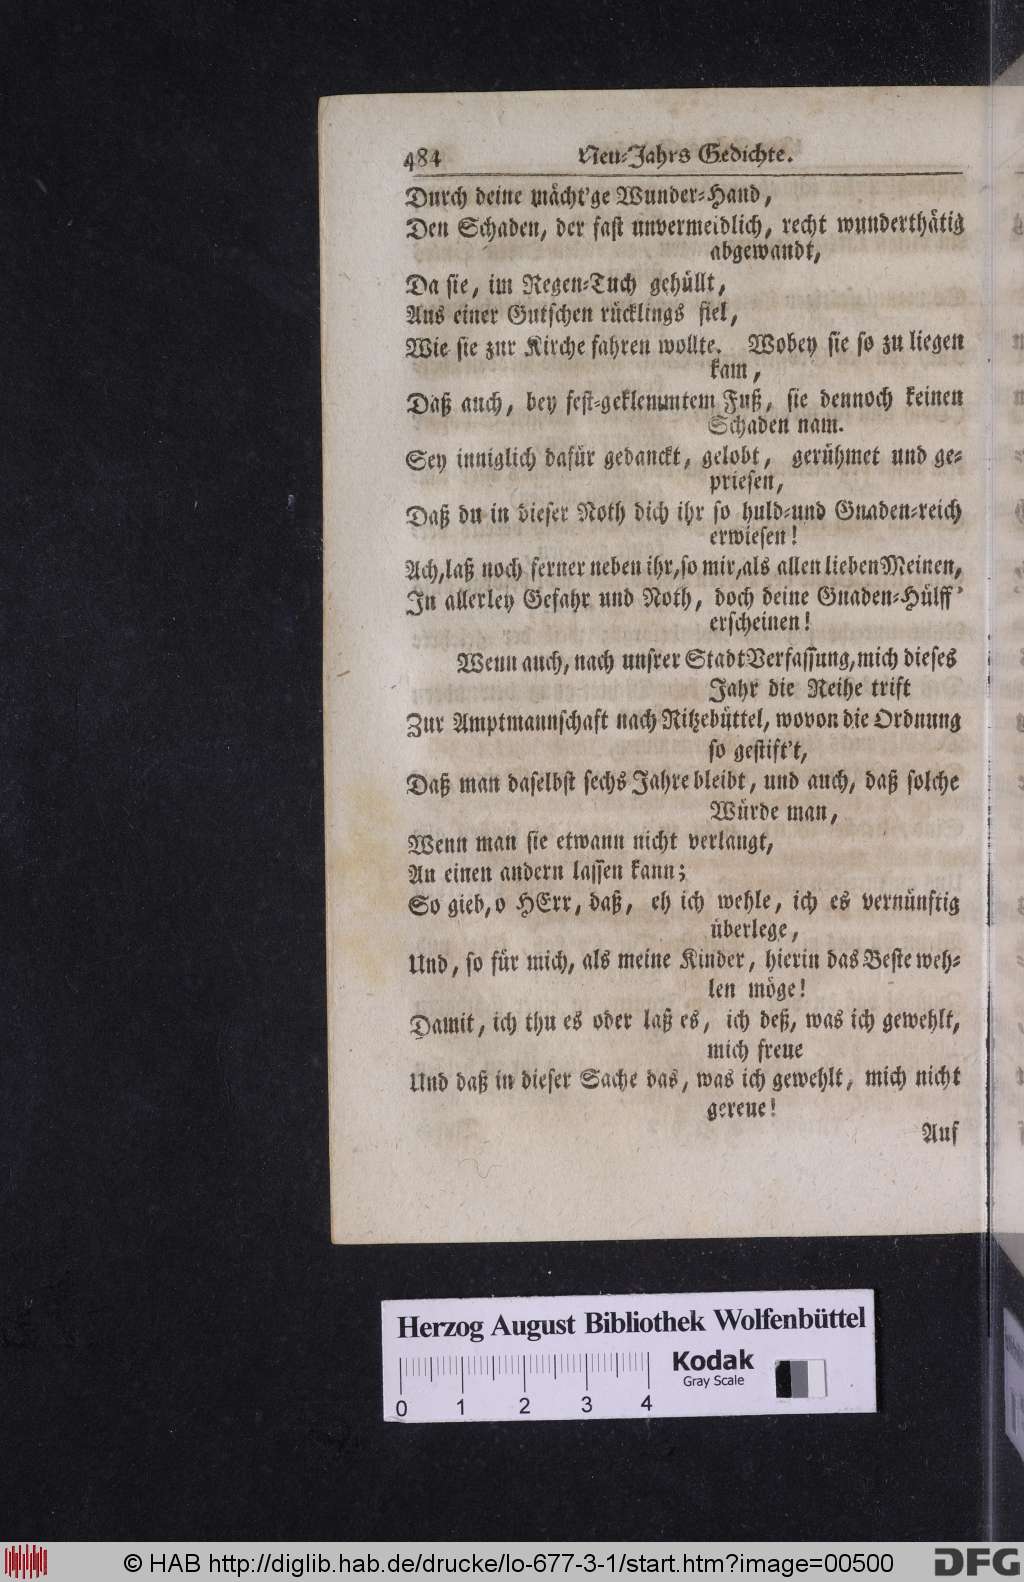 484 Neu-Jahrs Gedichte.
Durch deine mächt'ge Wunder-Hand,
Den Schaden, der fast unvermeidlich, recht wunderthätig
abgewandt,
Da sie, im Regen-Tuch gehüllt,
Aus einer Gutschen rücklings fiel,
Wie sie zur Kirche fahren wollte. Wobey sie so zu liegen
kam,
Daß auch, bey fest-geklemmtem Fuß, sie dennoch keinen
Schaden nam.
Sey inniglich dafür gedanckt, gelobt, gerühmet und ge-
priesen,
Daß du in dieser Noth dich ihr so huld-und Gnaden-reich
erwiesen!
Ach, laß noch ferner neben ihr, so mir, als allen lieben Meinen,
In allerley Gefahr und Noth, doch deine Gnaden-Hülff'
erscheinen!
Wenn auch, nach unsrer Stadt Verfassung, mich dieses
Jahr die Reihe trift
Zur Amptmannschaft nach Ritzebüttel, wovon die Ordnung
so gestift't,
Daß man daselbst sechs Jahre bleibt, und auch, daß solche
Würde man,
Wenn man sie etwann nicht verlangt,
An einen andern lassen kann;
So gieb, o HErr, daß, eh ich wehle, ich es vernünftig
überlege,
Und, so für mich, als meine Kinder, hierin das Beste weh-
len möge!
Damit, ich thu es oder laß es, ich deß, was ich gewehlt,
mich freue
Und daß in dieser Sache das, was ich gewehlt, mich nicht
gereue!
Auf
Herzog August Bibliothek Wolfenbüttel
Kodak
Gray Scale
0 1 2 3 4
© HAB http://diglib.hab.de/drucke/lo-677-3-1/start.htm?image=00500
DFG